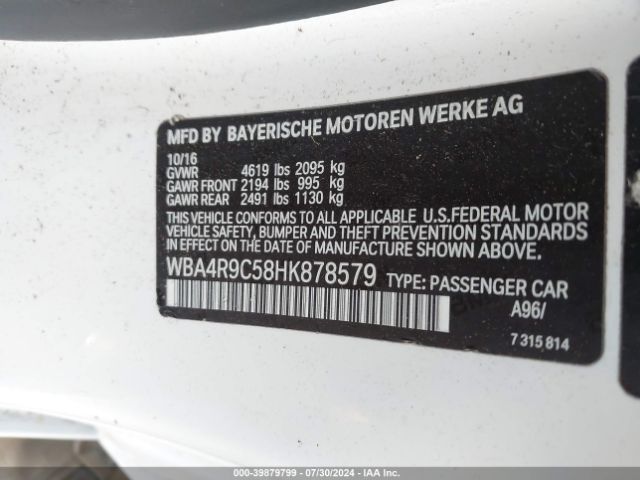 MFD BY BAYERISCHE MOTOREN WERKE AG
10/16
GVWR 4619 lbs 2095 kg
GAWR FRONT 2194 lbs 995 kg
GAWR REAR 2491 lbs 1130 kg
THIS VEHICLE CONFORMS TO ALL APPLICABLE U.S.FEDERAL MOTOR
VEHICLE SAFETY, BUMPER AND THEFT PREVENTION STANDARDS
IN EFFECT ON THE DATE OF MANUFACTURE SHOWN ABOVE.
WBA4R9C58HK878579 TYPE: PASSENGER CAR
A96/
7 315 814
000-39879799 - 07/30/2024 - IAAI.COM